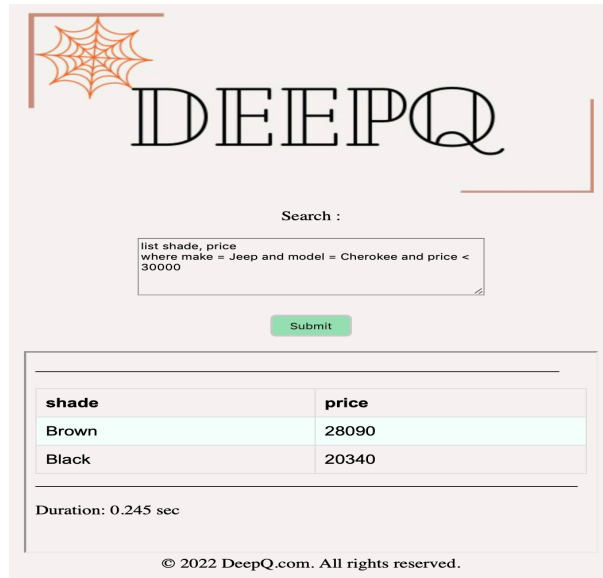 DEEPQ
Search :
list shade, price
where make = Jeep and model = Cherokee and price <
30000
Submit
shade price
Brown 28090
Black 20340
Duration: 0.245 sec
© 2022 DeepQ.com. All rights reserved.